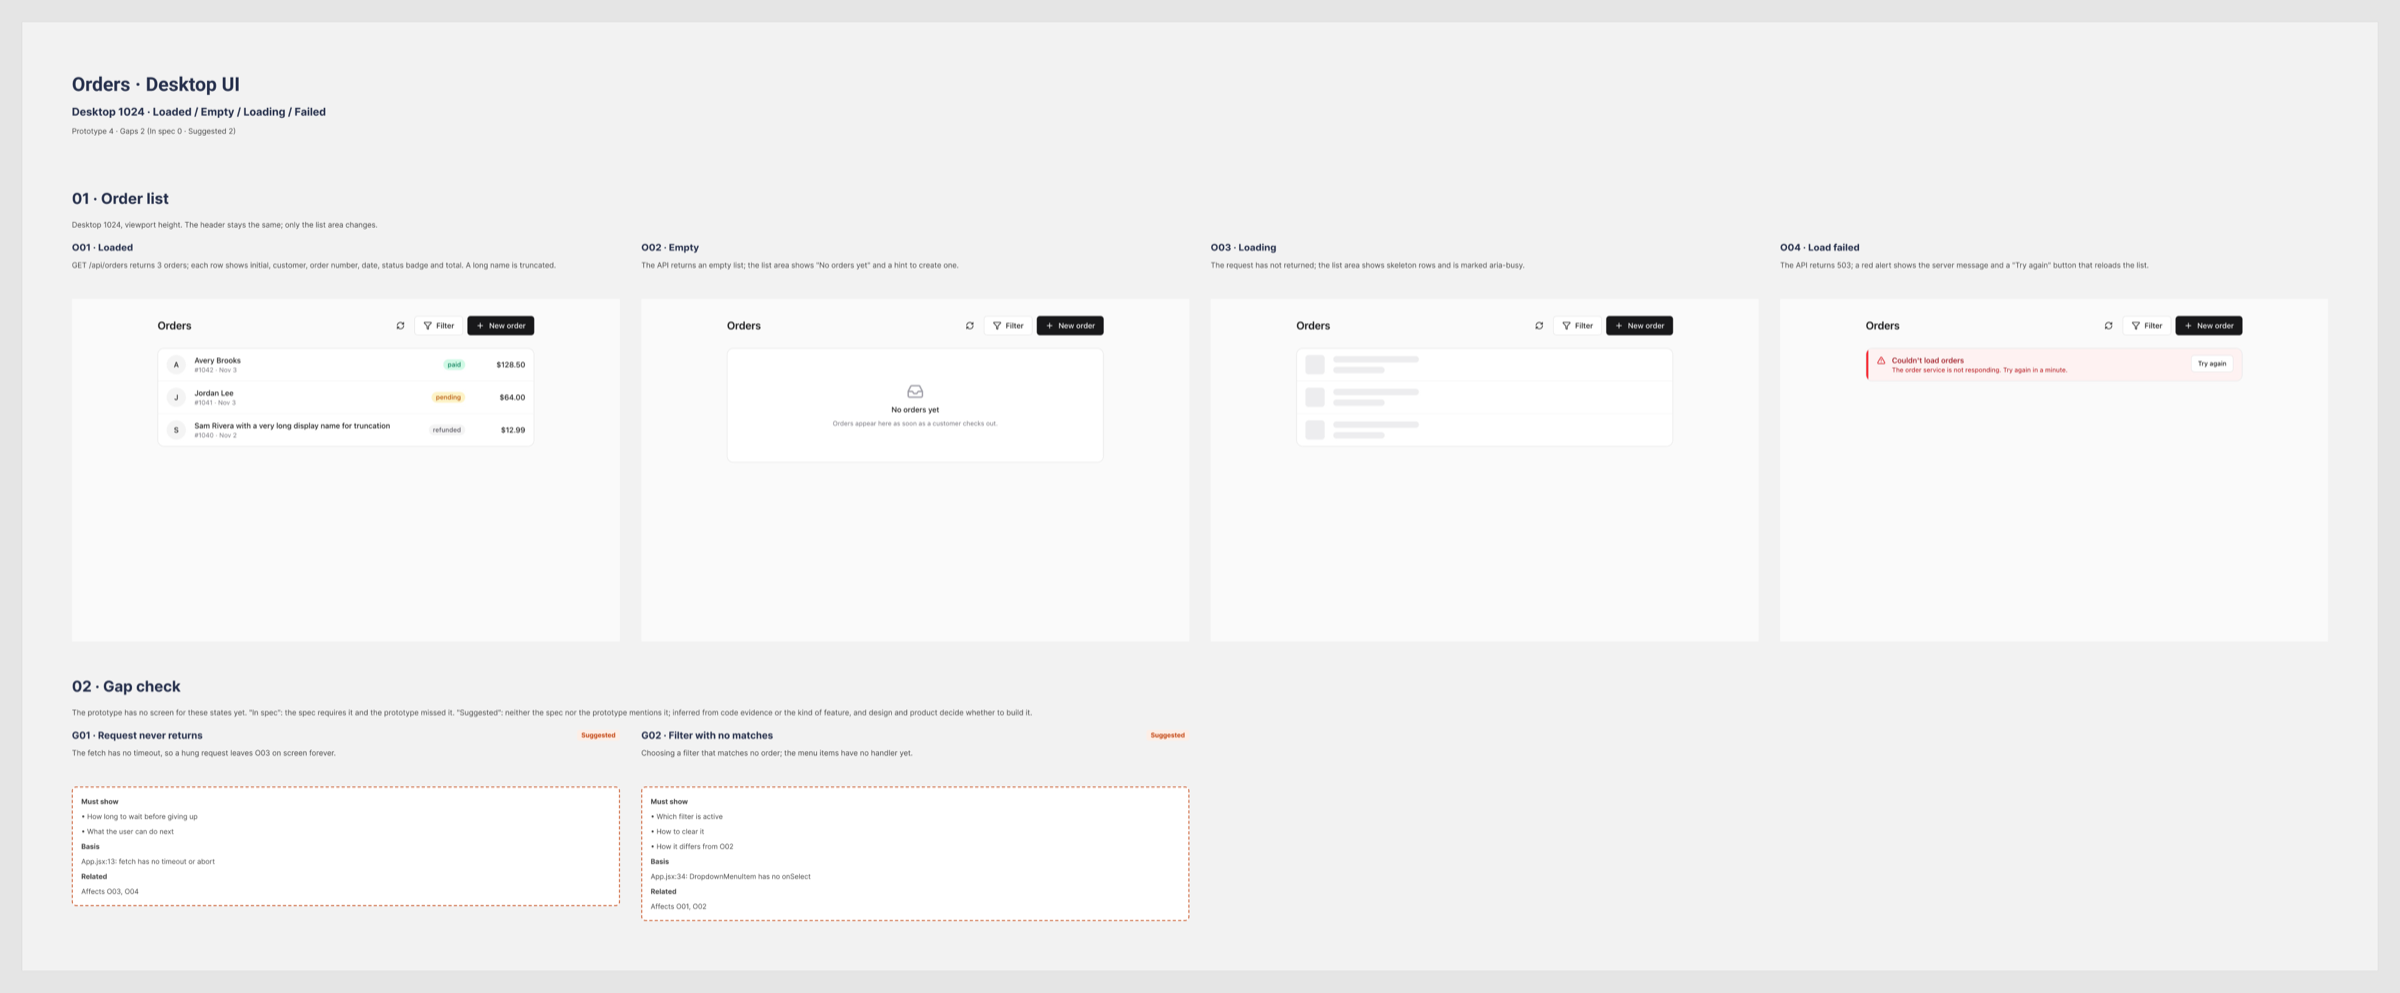 Orders · Desktop UI
Desktop 1024 · Loaded / Empty / Loading / Failed
Prototype 4 · Gaps 2 (In spec 0 · Suggested 2)
01 · Order list
Desktop 1024, viewport height. The header stays the same; only the list area changes.
O01 · Loaded
GET /api/orders returns 3 orders; each row shows initial, customer, order number, date, status badge and total. A long name is truncated.
Orders
Filter
+ New order
A
Avery Brooks
#1042 · Nov 3
paid
$128.50
J
Jordan Lee
#1041 · Nov 3
pending
$64.00
S
Sam Rivera with a very long display name for truncation
#1040 · Nov 2
refunded
$12.99
O02 · Empty
The API returns an empty list; the list area shows "No orders yet" and a hint to create one.
Orders
Filter
+ New order
No orders yet
Orders appear here as soon as a customer checks out.
O03 · Loading
The request has not returned; the list area shows skeleton rows and is marked aria-busy.
Orders
Filter
+ New order
O04 · Load failed
The API returns 503; a red alert shows the server message and a "Try again" button that reloads the list.
Orders
Filter
+ New order
Couldn't load orders
The order service is not responding. Try again in a minute.
Try again
02 · Gap check
The prototype has no screen for these states yet. "In spec": the spec requires it and the prototype missed it. "Suggested": neither the spec nor the prototype mentions it; inferred from code evidence or the kind of feature, and design and product decide whether to build it.
G01 · Request never returns
Suggested
The fetch has no timeout, so a hung request leaves O03 on screen forever.
Must show
• How long to wait before giving up
• What the user can do next
Basis
App.jsx:13: fetch has no timeout or abort
Related
Affects O03, O04
G02 · Filter with no matches
Suggested
Choosing a filter that matches no order; the menu items have no handler yet.
Must show
• Which filter is active
• How to clear it
• How it differs from O02
Basis
App.jsx:34: DropdownMenuItem has no onSelect
Related
Affects O01, O02